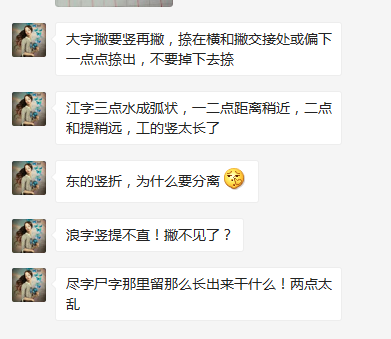 大字撇要竖再撇，捺在横和撇交接处或偏下
一点点捺出，不要掉下去捺
江字三点水成弧状，一二点距离稍近，二点
和提稍远，工的竖太长了
东的竖折，为什么要分离
浪字竖提不直！撇不见了？
尽字尸字那里留那么长出来干什么！两点太
乱